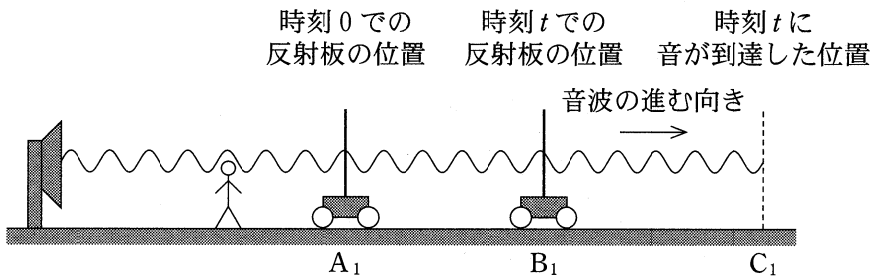 時刻0での
反射板の位置
時刻tでの
反射板の位置
時刻tに
音が到達した位置
音波の進む向き
A₁
B₁
C₁